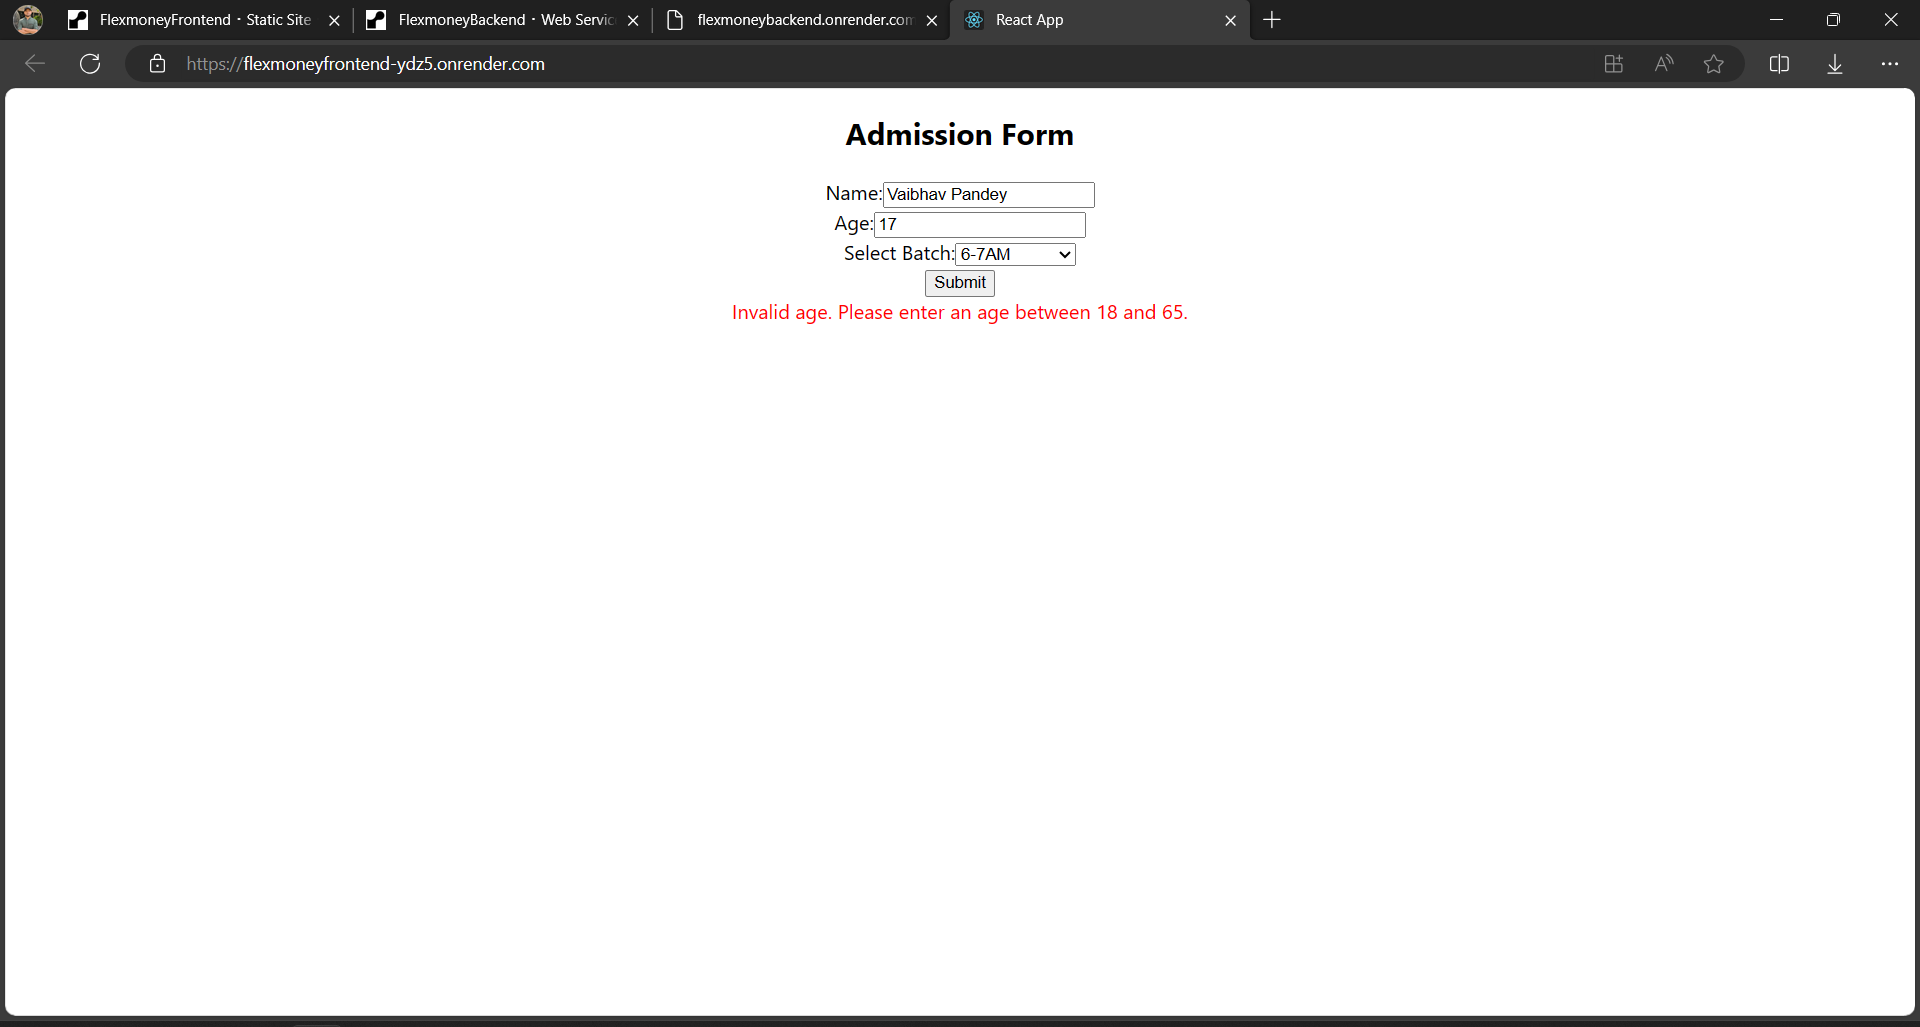 FlexmoneyFrontend · Static Site
FlexmoneyBackend · Web Servic
flexmoneybackend.onrender.com
React App
https://flexmoneyfrontend-ydz5.onrender.com
Admission Form
Name: Vaibhav Pandey
Age: 17
Select Batch: 6-7AM
Submit
Invalid age. Please enter an age between 18 and 65.